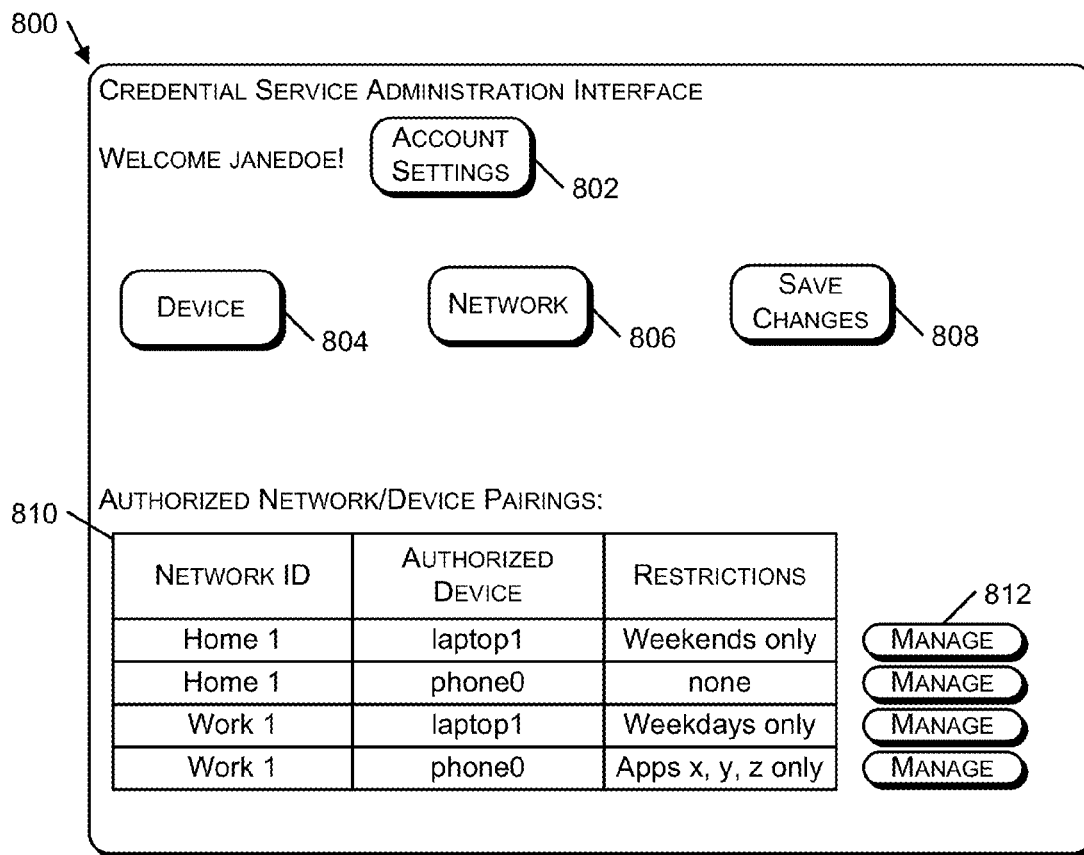 800
CREDENTIAL SERVICE ADMINISTRATION INTERFACE
WELCOME JANEDOE!
ACCOUNT
SETTINGS
802
DEVICE
804
NETWORK
806
SAVE
CHANGES
808
AUTHORIZED NETWORK/DEVICE PAIRINGS:
810
NETWORK ID
AUTHORIZED
DEVICE
RESTRICTIONS
812
Home 1 laptop1 Weekends only MANAGE
Home 1 phone0 none MANAGE
Work 1 laptop1 Weekdays only MANAGE
Work 1 phone0 Apps x, y, z only MANAGE